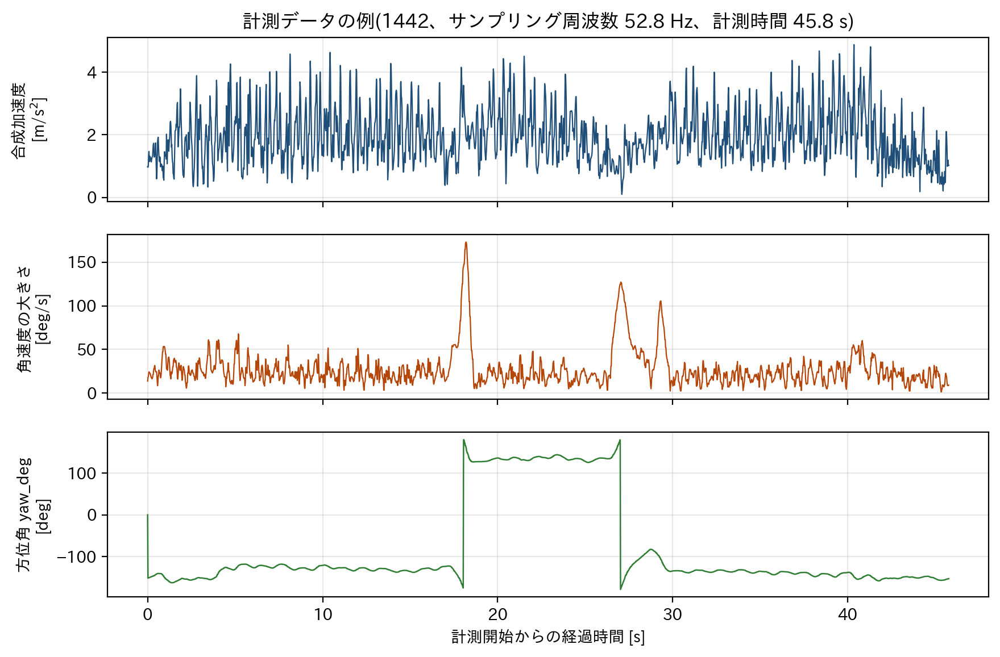 計測データの例(1442、サンプリング周波数 52.8 Hz、計測時間 45.8 s)
合成加速度
[m/s²]
4
2
0
角速度の大きさ
[deg/s]
150
100
50
0
方位角 yaw_deg
[deg]
100
0
−100
0 10 20 30 40
計測開始からの経過時間 [s]